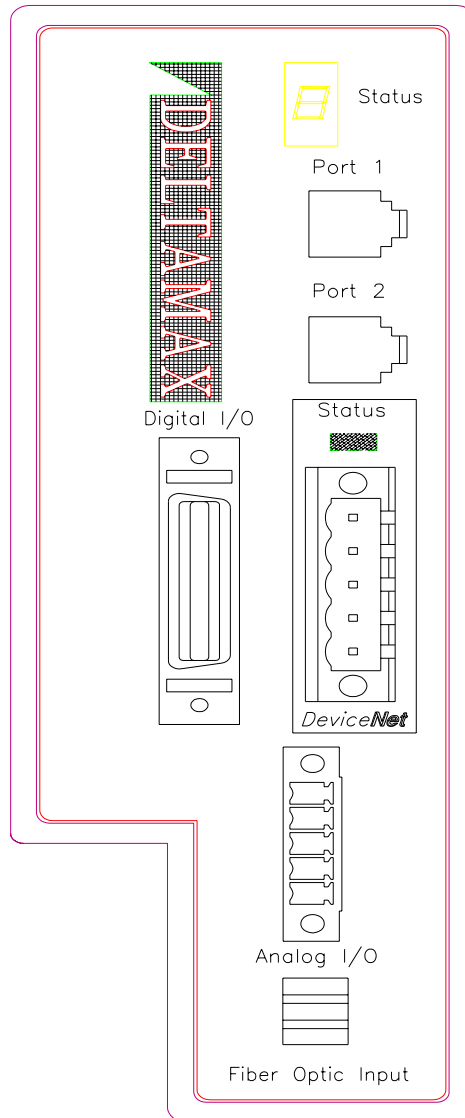 Status
Port 1
DELTAMAX
Port 2
Status
Digital I/O
DeviceNet
Analog I/O
Fiber Optic Input